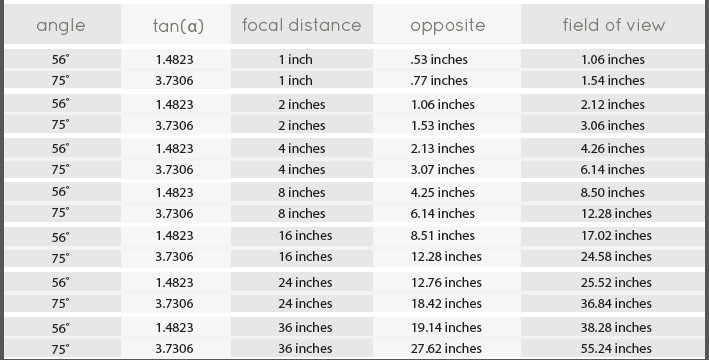 angle tan(α) focal distance opposite field of view
56° 1.4823 1 inch .53 inches 1.06 inches
75° 3.7306 1 inch .77 inches 1.54 inches
56° 1.4823 2 inches 1.06 inches 2.12 inches
75° 3.7306 2 inches 1.53 inches 3.06 inches
56° 1.4823 4 inches 2.13 inches 4.26 inches
75° 3.7306 4 inches 3.07 inches 6.14 inches
56° 1.4823 8 inches 4.25 inches 8.50 inches
75° 3.7306 8 inches 6.14 inches 12.28 inches
56° 1.4823 16 inches 8.51 inches 17.02 inches
75° 3.7306 16 inches 12.28 inches 24.58 inches
56° 1.4823 24 inches 12.76 inches 25.52 inches
75° 3.7306 24 inches 18.42 inches 36.84 inches
56° 1.4823 36 inches 19.14 inches 38.28 inches
75° 3.7306 36 inches 27.62 inches 55.24 inches